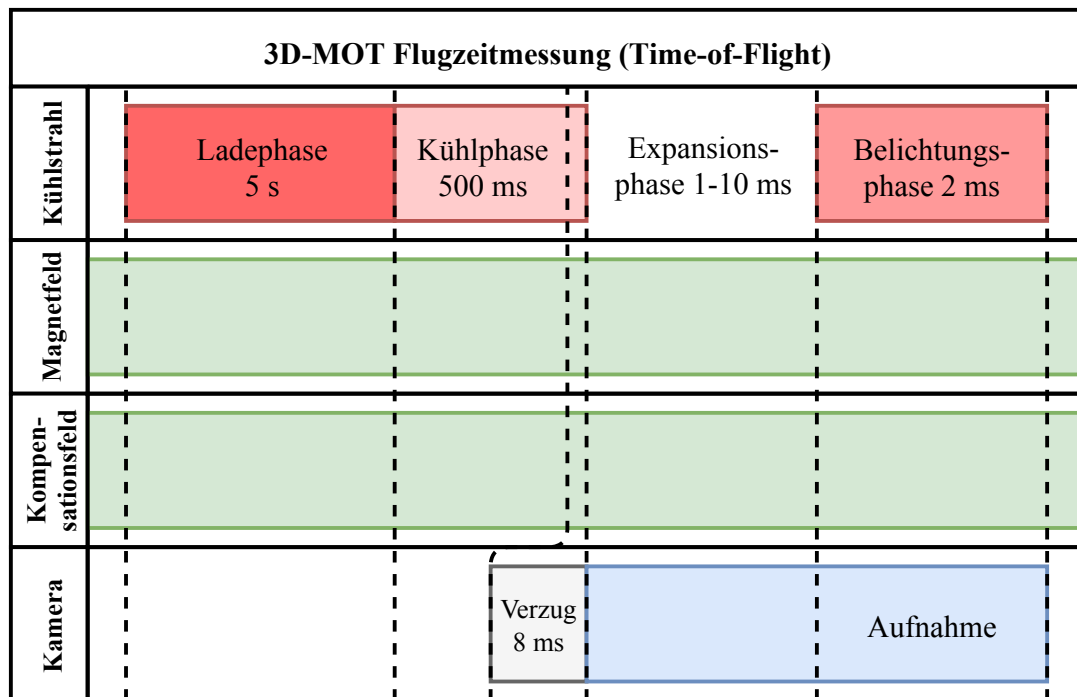 3D-MOT Flugzeitmessung (Time-of-Flight)
Kühlstrahl
Ladephase
5 s
Kühlphase
500 ms
Expansions-
phase 1-10 ms
Belichtungs-
phase 2 ms
Magnetfeld
Kompen-
sationsfeld
Kamera
Verzug
8 ms
Aufnahme